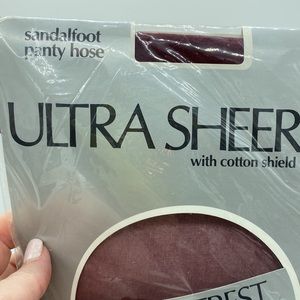 sandalfoot
panty hose
ULTRA SHEER
with cotton shield